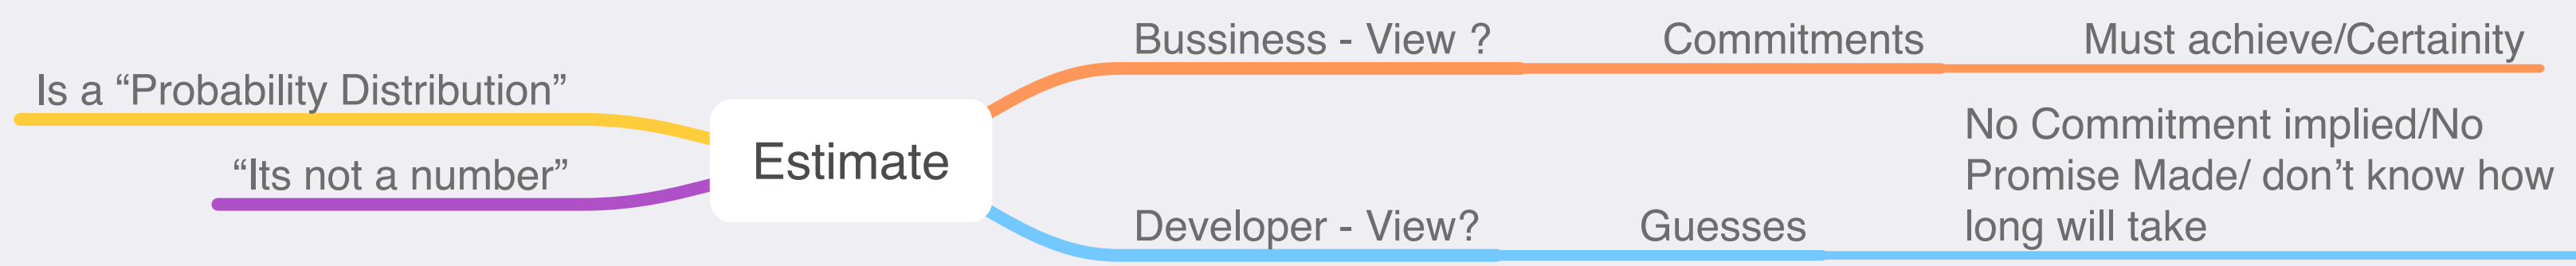 Is a “Probability Distribution”
“Its not a number”
Estimate
Bussiness - View ?
Commitments
Must achieve/Certainity
Developer - View?
Guesses
No Commitment implied/No
Promise Made/ don’t know how
long will take